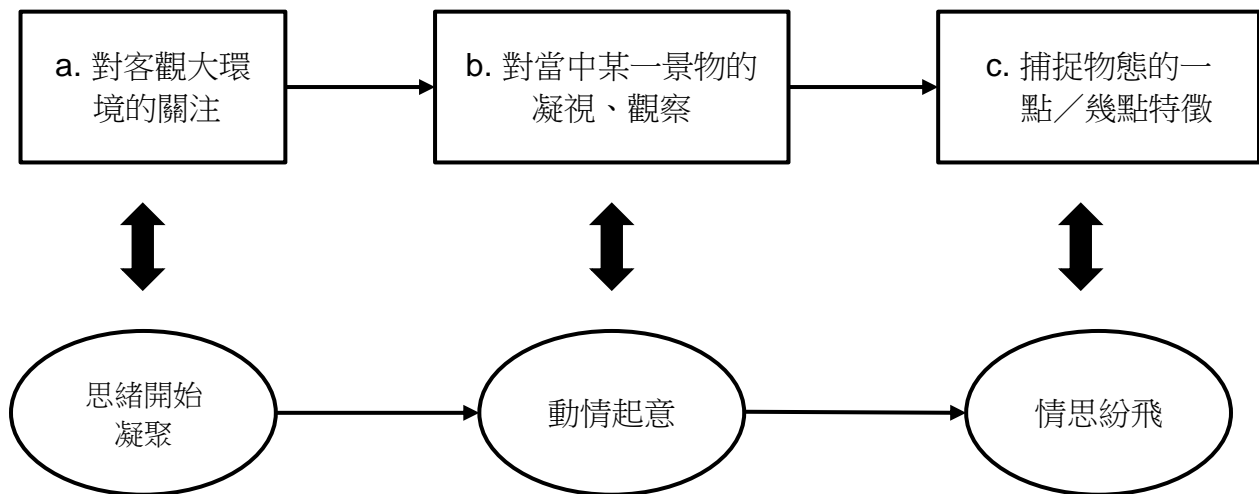 a. 對客觀大環
境的關注
b. 對當中某一景物的
凝視、觀察
c. 捕捉物態的一
點／幾點特徵
思緒開始
凝聚
動情起意
情思紛飛